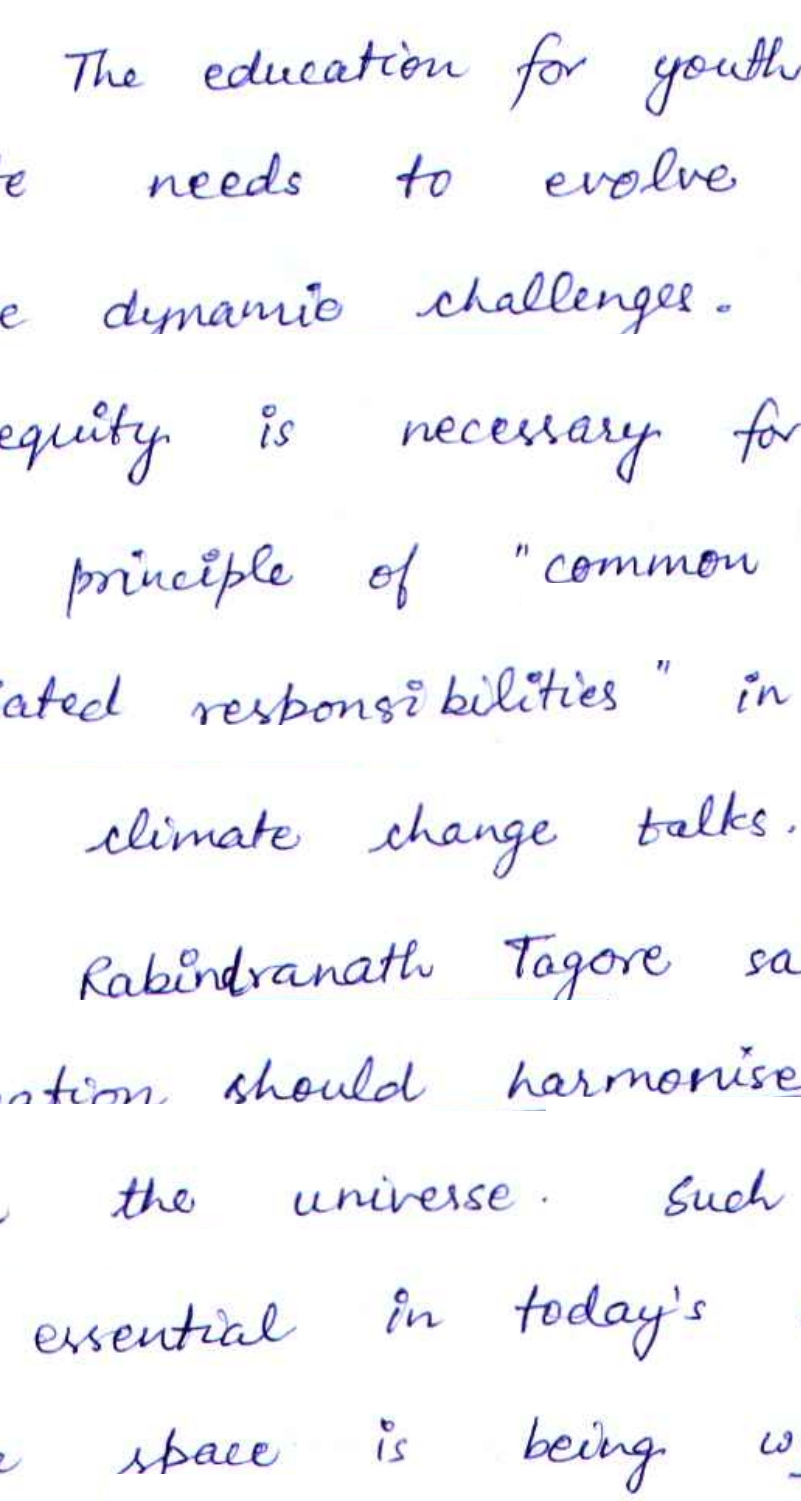 The education for youth
needs to evolve
dynamic challenges.
equity is necessary for
principle of "common
iated responsibilities" in
climate change talks.
Rabindranath Tagore sa
ation should harmonise
the universe. Such
essential in today's
space is being